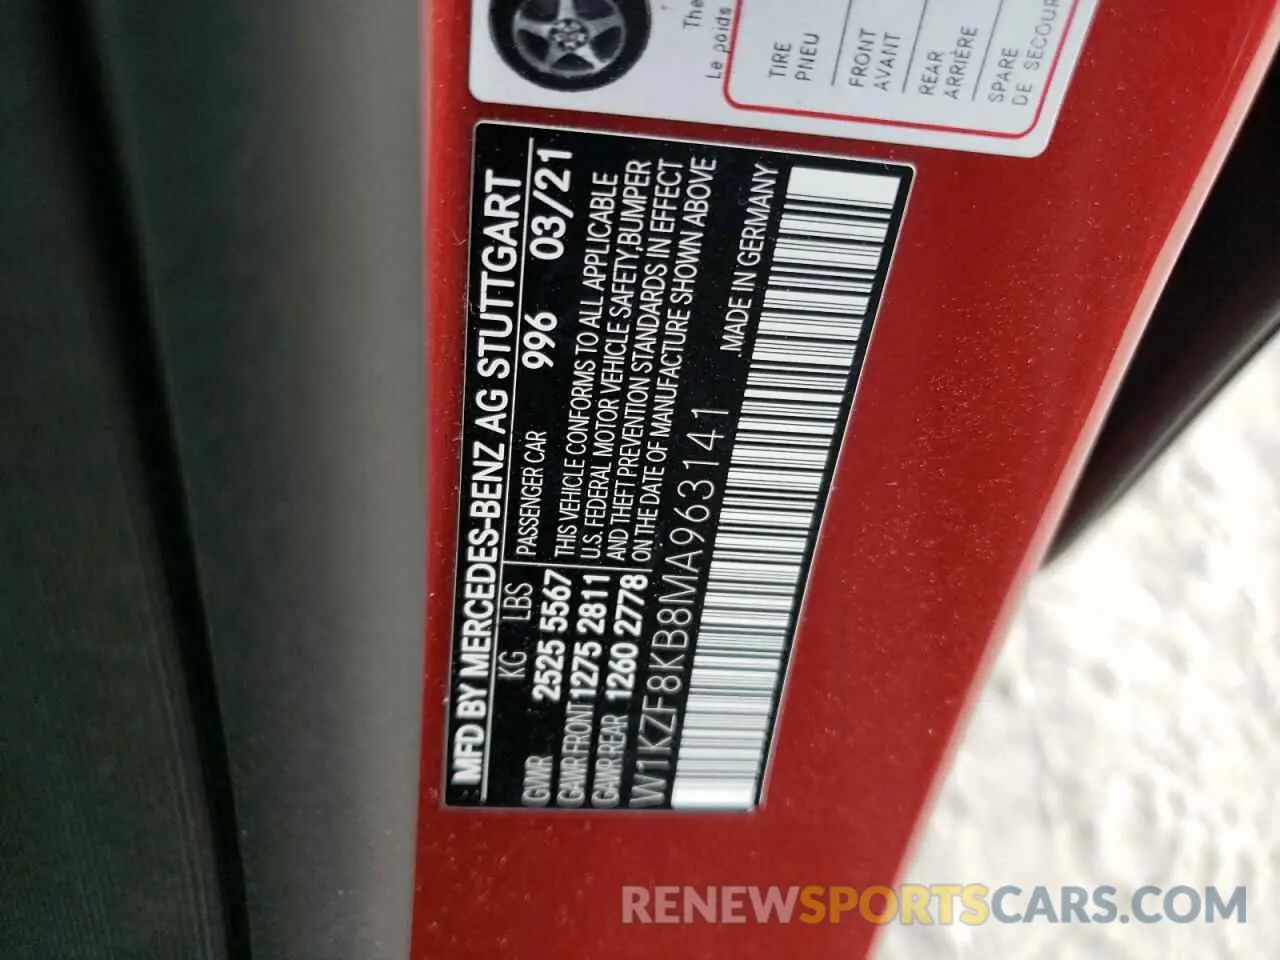 The
Le poids
TIRE
PNEU
FRONT
AVANT
REAR
ARRIÈRE
SPARE
DE SECOUR
MFD BY MERCEDES-BENZ AG STUTTGART
KG LBS
PASSENGER CAR 996 03/21
GWR 2525 5567
GAWR FRONT 1275 2811
GAWR REAR 1260 2778
THIS VEHICLE CONFORMS TO ALL APPLICABLE
U.S. FEDERAL MOTOR VEHICLE SAFETY,BUMPER
AND THEFT PREVENTION STANDARDS IN EFFECT
ON THE DATE OF MANUFACTURE SHOWN ABOVE
W1KZF8KB8MA963141
MADE IN GERMANY
RENEWSPORTSCARS.COM